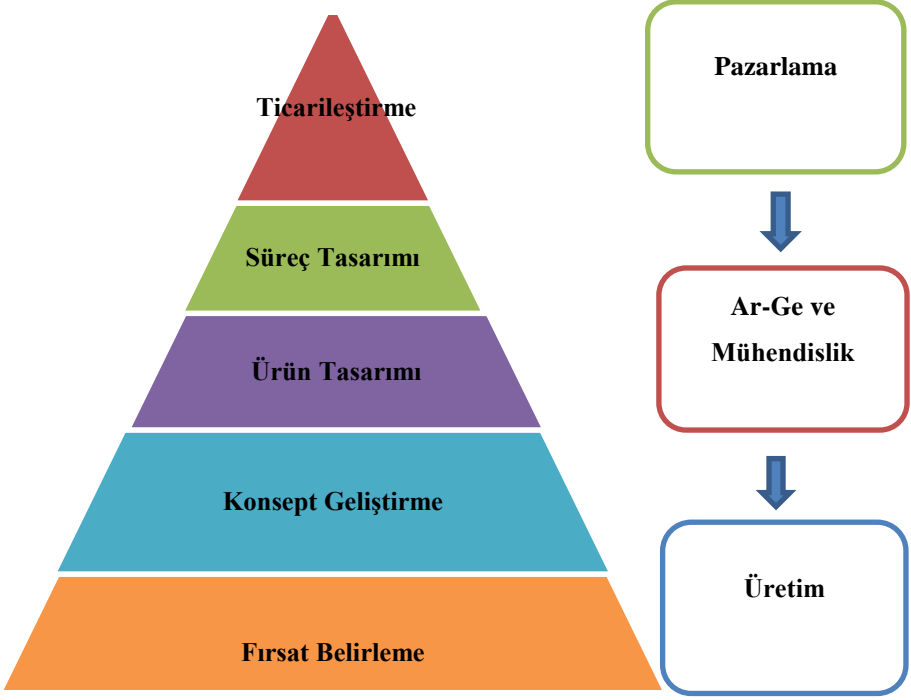 Ticarileştirme
Süreç Tasarımı
Ürün Tasarımı
Konsept Geliştirme
Fırsat Belirleme
Pazarlama
Ar-Ge ve
Mühendislik
Üretim